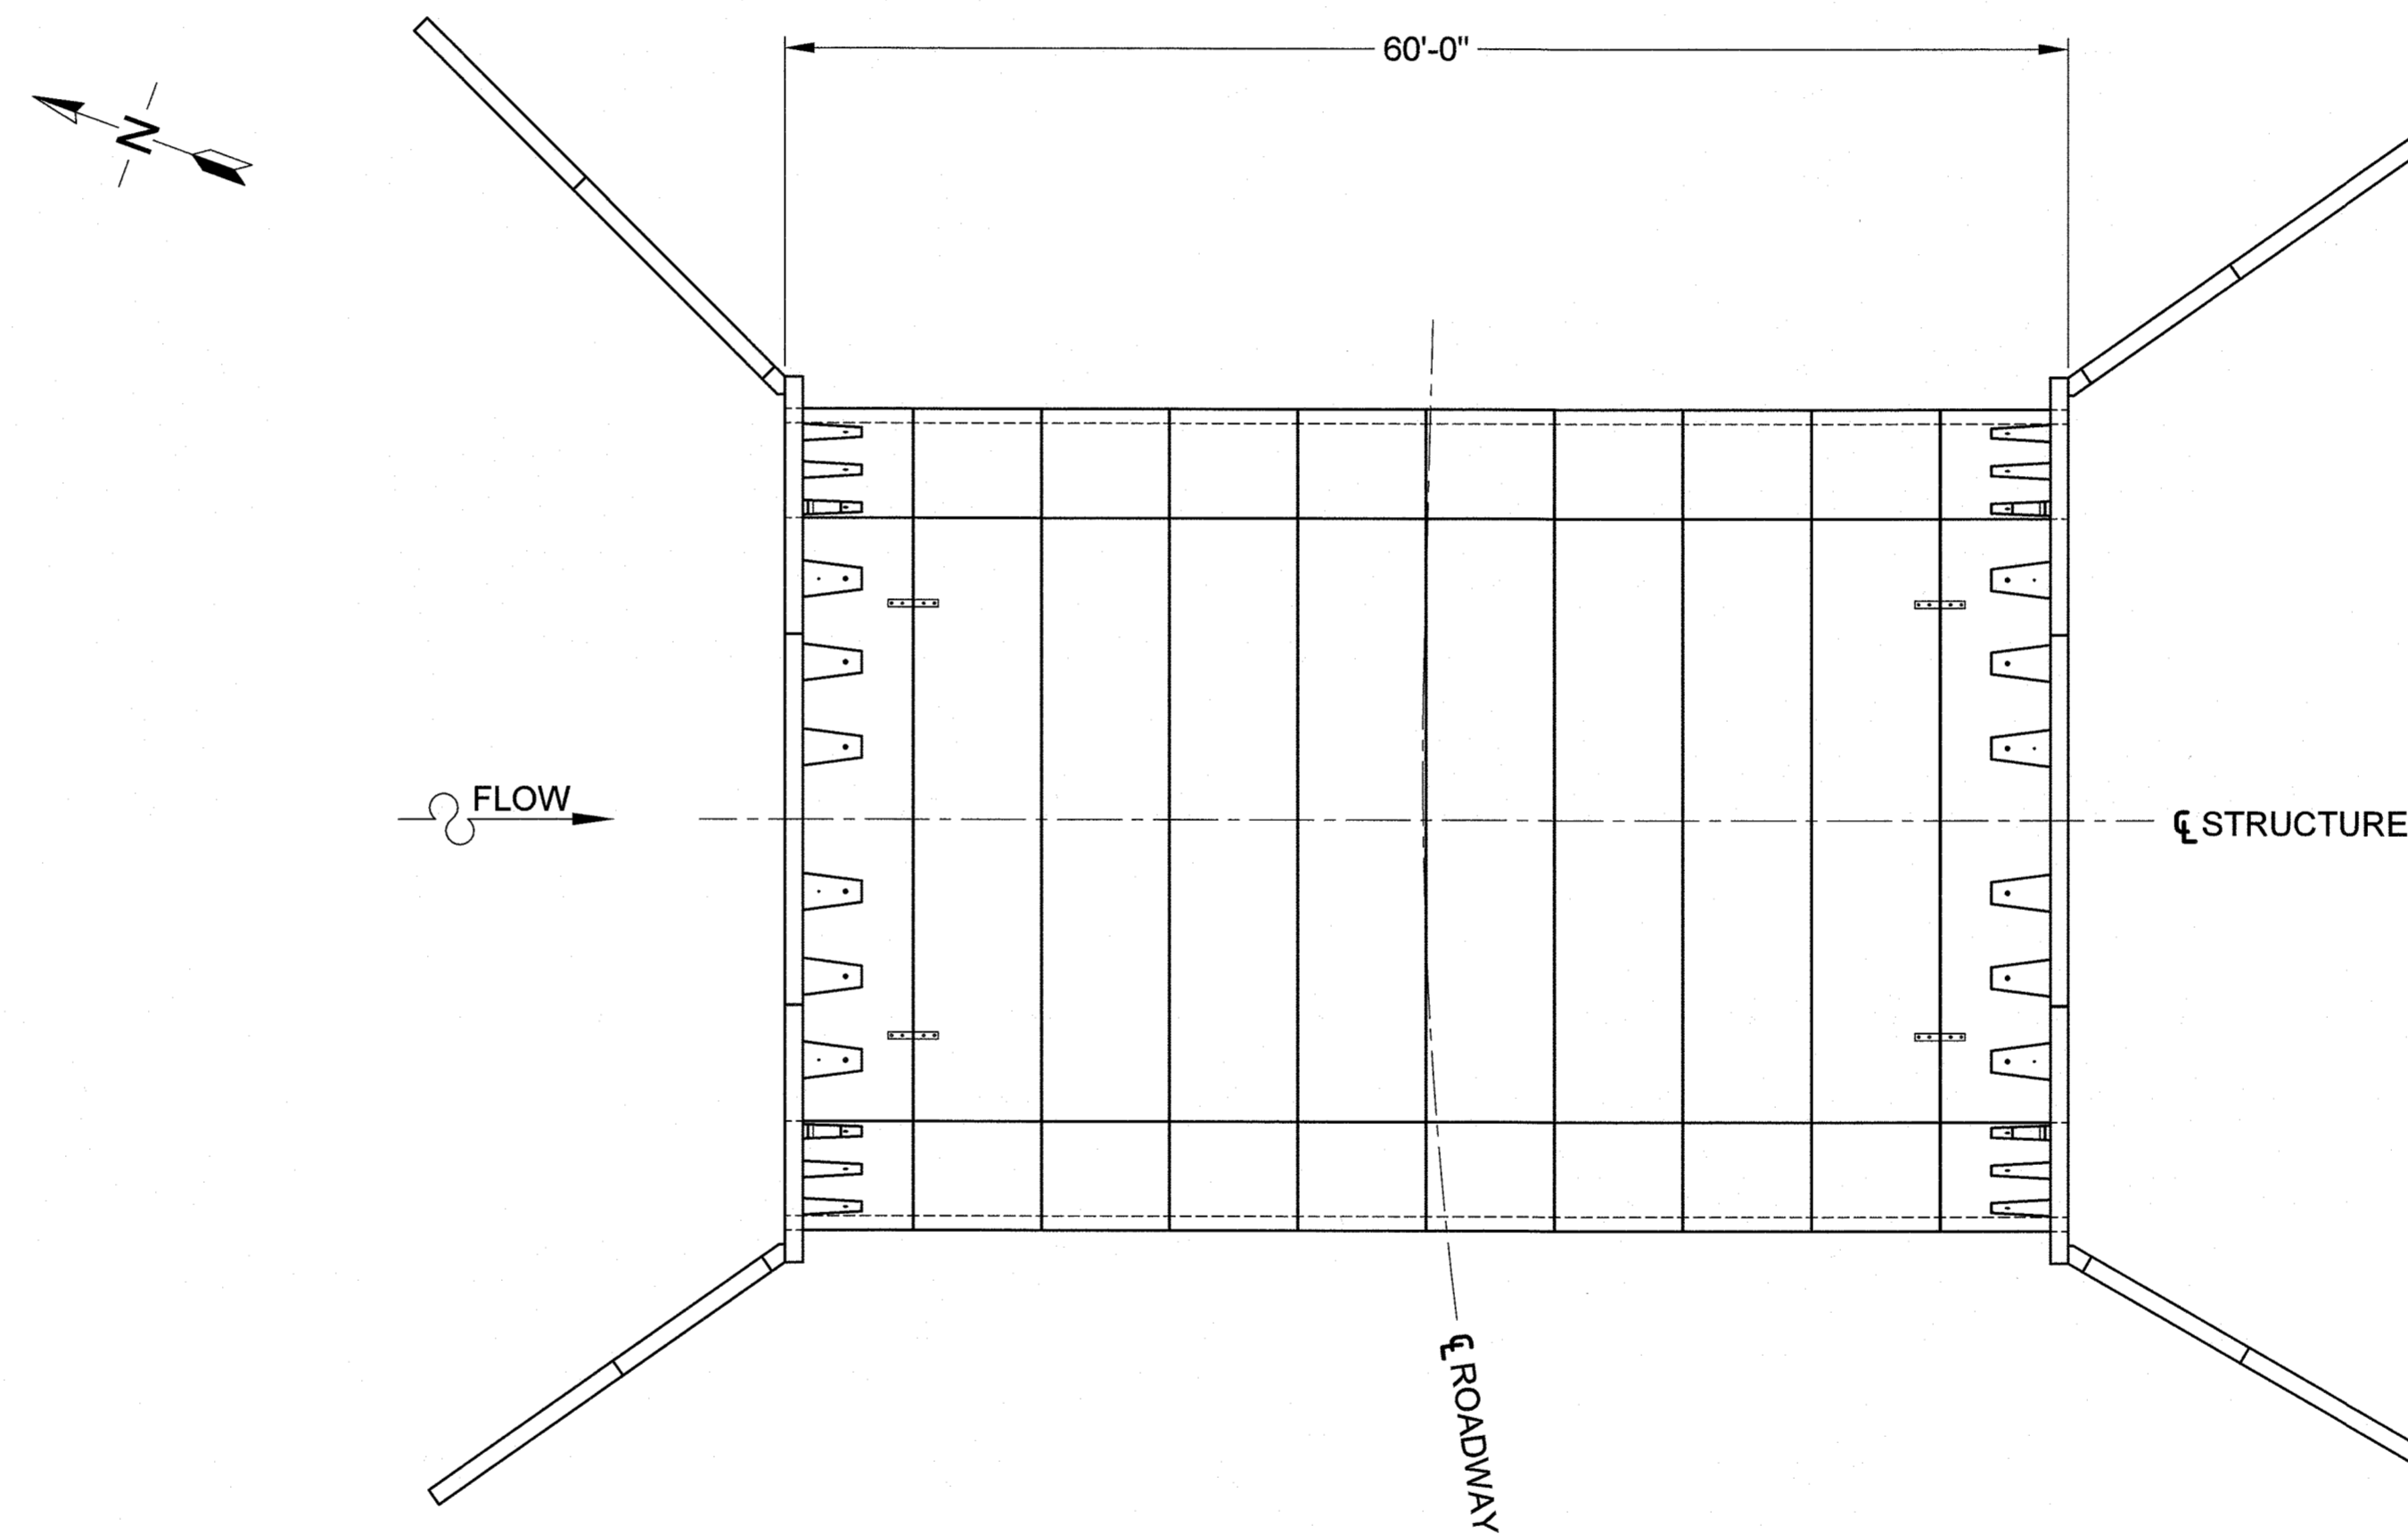 60'-0"
N
FLOW
℄ STRUCTURE
℄ ROADWAY